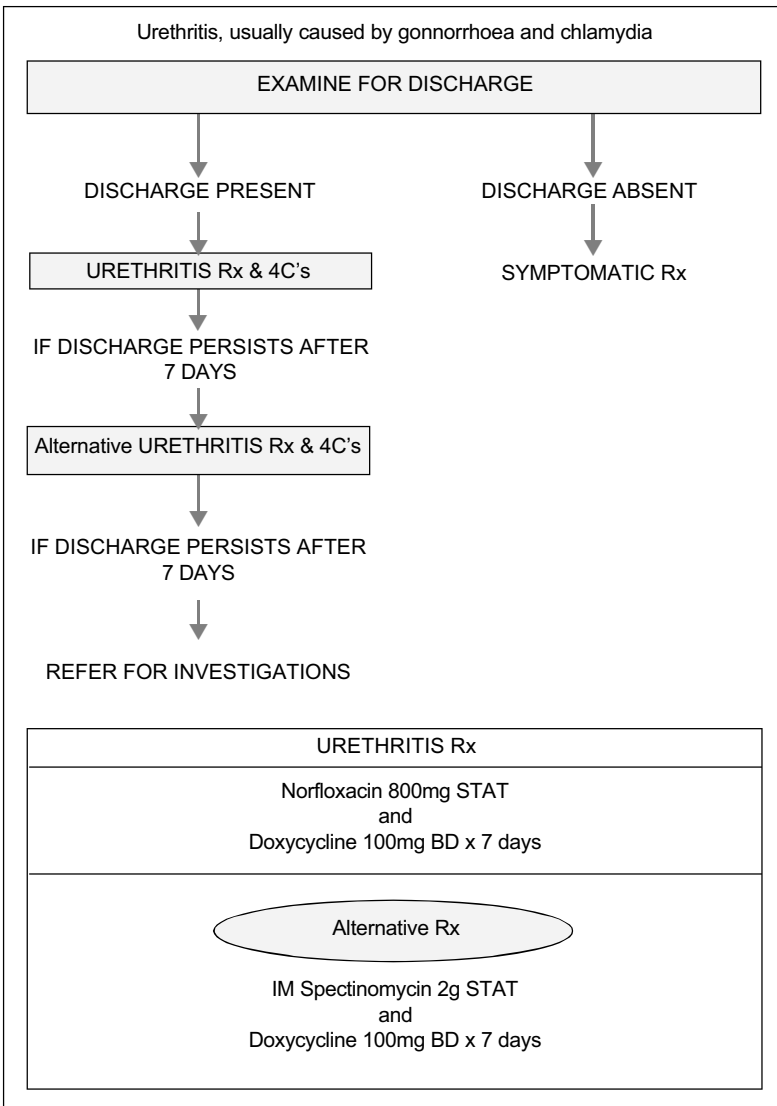 Urethritis, usually caused by gonnorrhoea and chlamydia
EXAMINE FOR DISCHARGE
DISCHARGE PRESENT
DISCHARGE ABSENT
URETHRITIS Rx & 4C's
SYMPTOMATIC Rx
IF DISCHARGE PERSISTS AFTER
7 DAYS
Alternative URETHRITIS Rx & 4C's
IF DISCHARGE PERSISTS AFTER
7 DAYS
REFER FOR INVESTIGATIONS
URETHRITIS Rx
Norfloxacin 800mg STAT
and
Doxycycline 100mg BD x 7 days
Alternative Rx
IM Spectinomycin 2g STAT
and
Doxycycline 100mg BD x 7 days